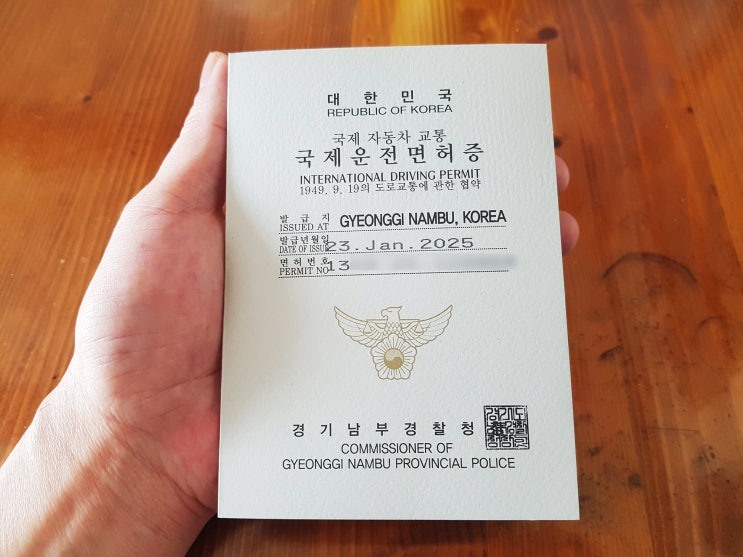 대한민국
REPUBLIC OF KOREA
국제 자동차 교통
국제운전면허증
INTERNATIONAL DRIVING PERMIT
1949. 9. 19의 도로교통에 관한 협약
발급지
ISSUED AT GYEONGGI NAMBU, KOREA
발급년월일
DATE OF ISSUE 23. Jan. 2025
면허번호
PERMIT NO 13
경기남부경찰청
COMMISSIONER OF
GYEONGGI NAMBU PROVINCIAL POLICE